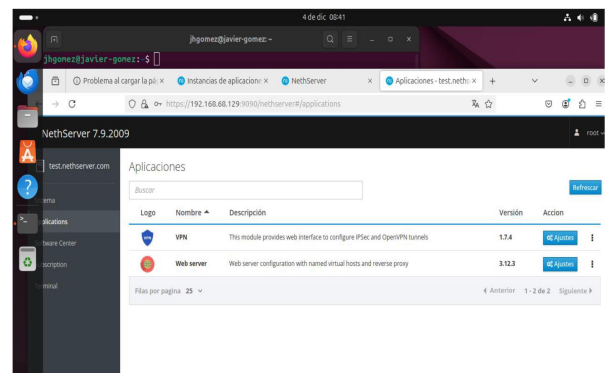 4 de dic 08:41
jhgomez@javier-gomez: ~
jhgomez@javier-gomez:~$
Problema al cargar la pá
Instancias de aplicacione
NethServer
Aplicaciones - test.neths
https://192.168.68.129:9090/nethserver#/applications
NethServer 7.9.2009
root
test.nethserver.com
Aplicaciones
Buscar
Refrescar
Logo Nombre Descripción Versión Accion
VPN This module provides web interface to configure IPSec and OpenVPN tunnels 1.7.4 Ajustes
Web server Web server configuration with named virtual hosts and reverse proxy 3.12.3 Ajustes
Filas por pagina 25 Anterior 1 - 2 de 2 Siguiente
ema
plications
ftware Center
bscription
rminal